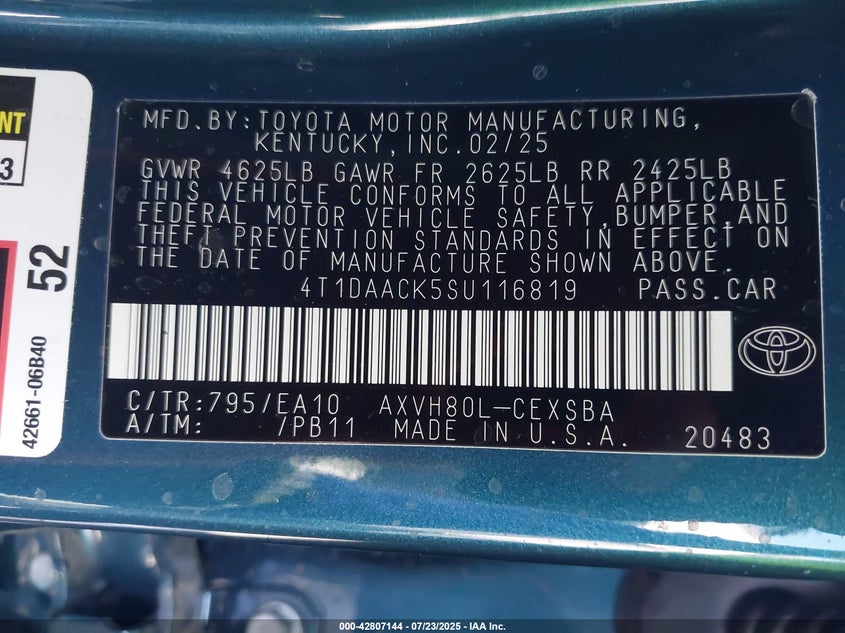 NT
3
52
42661-06B40
MFD.BY:TOYOTA MOTOR MANUFACTURING,
KENTUCKY,INC.02/25
GVWR 4625LB GAWR FR 2625LB RR 2425LB
THIS VEHICLE CONFORMS TO ALL APPLICABLE
FEDERAL MOTOR VEHICLE SAFETY,BUMPER,AND
THEFT PREVENTION STANDARDS IN EFFECT ON
THE DATE OF MANUFACTURE SHOWN ABOVE.
4T1DAACK5SU116819 PASS.CAR
C/TR:795/EA10 AXVH80L-CEXSBA
A/TM: /PB11 MADE IN U.S.A. 20483
000-42807144 / 07/23/2025 - IAA Inc.